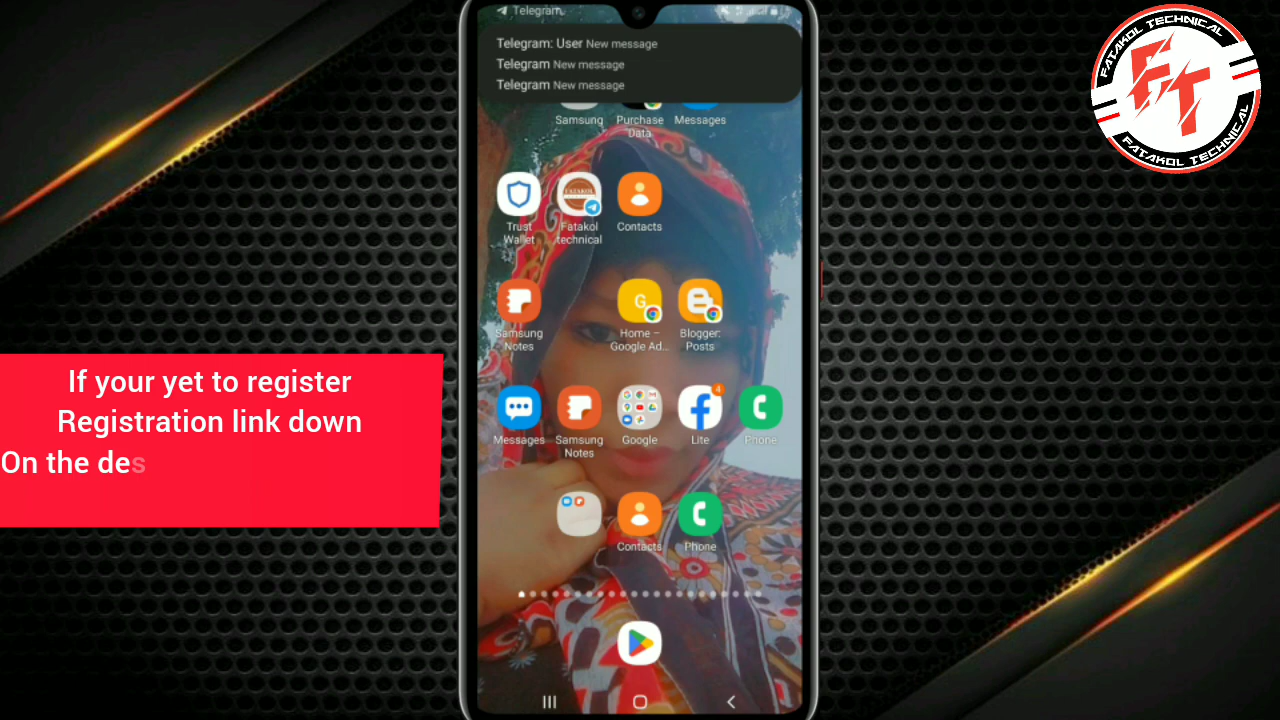 Telegram
Telegram: User New message
Telegram New message
Telegram New message
Samsung
Purchase Data
Messages
Trust Wallet
Fatakol technical
Contacts
Samsung Notes
Home – Google Ad...
Blogger: Posts
Messages
Samsung Notes
Google
4
Lite
Phone
Contacts
Phone
If your yet to register
Registration link down
On the des
FATAKOL TECHNICAL
FT
FATAKOL TECHNICAL